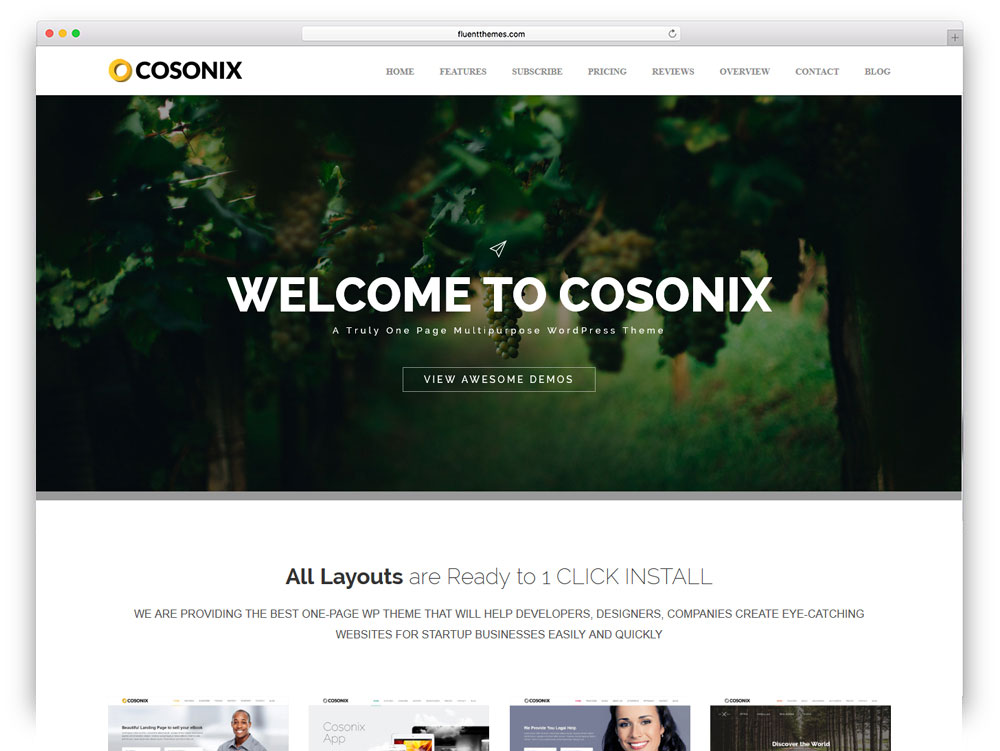 fluentthemes.com
COSONIX
HOME FEATURES SUBSCRIBE PRICING REVIEWS OVERVIEW CONTACT BLOG
WELCOME TO COSONIX
A Truly One Page Multipurpose WordPress Theme
VIEW AWESOME DEMOS
All Layouts are Ready to 1 CLICK INSTALL
WE ARE PROVIDING THE BEST ONE-PAGE WP THEME THAT WILL HELP DEVELOPERS, DESIGNERS, COMPANIES CREATE EYE-CATCHING
WEBSITES FOR STARTUP BUSINESSES EASILY AND QUICKLY
COSONIX
Beautiful Landing Page to sell your eBook
COSONIX
Cosonix
App
COSONIX
We Provide You Legal Help
COSONIX
Discover the World